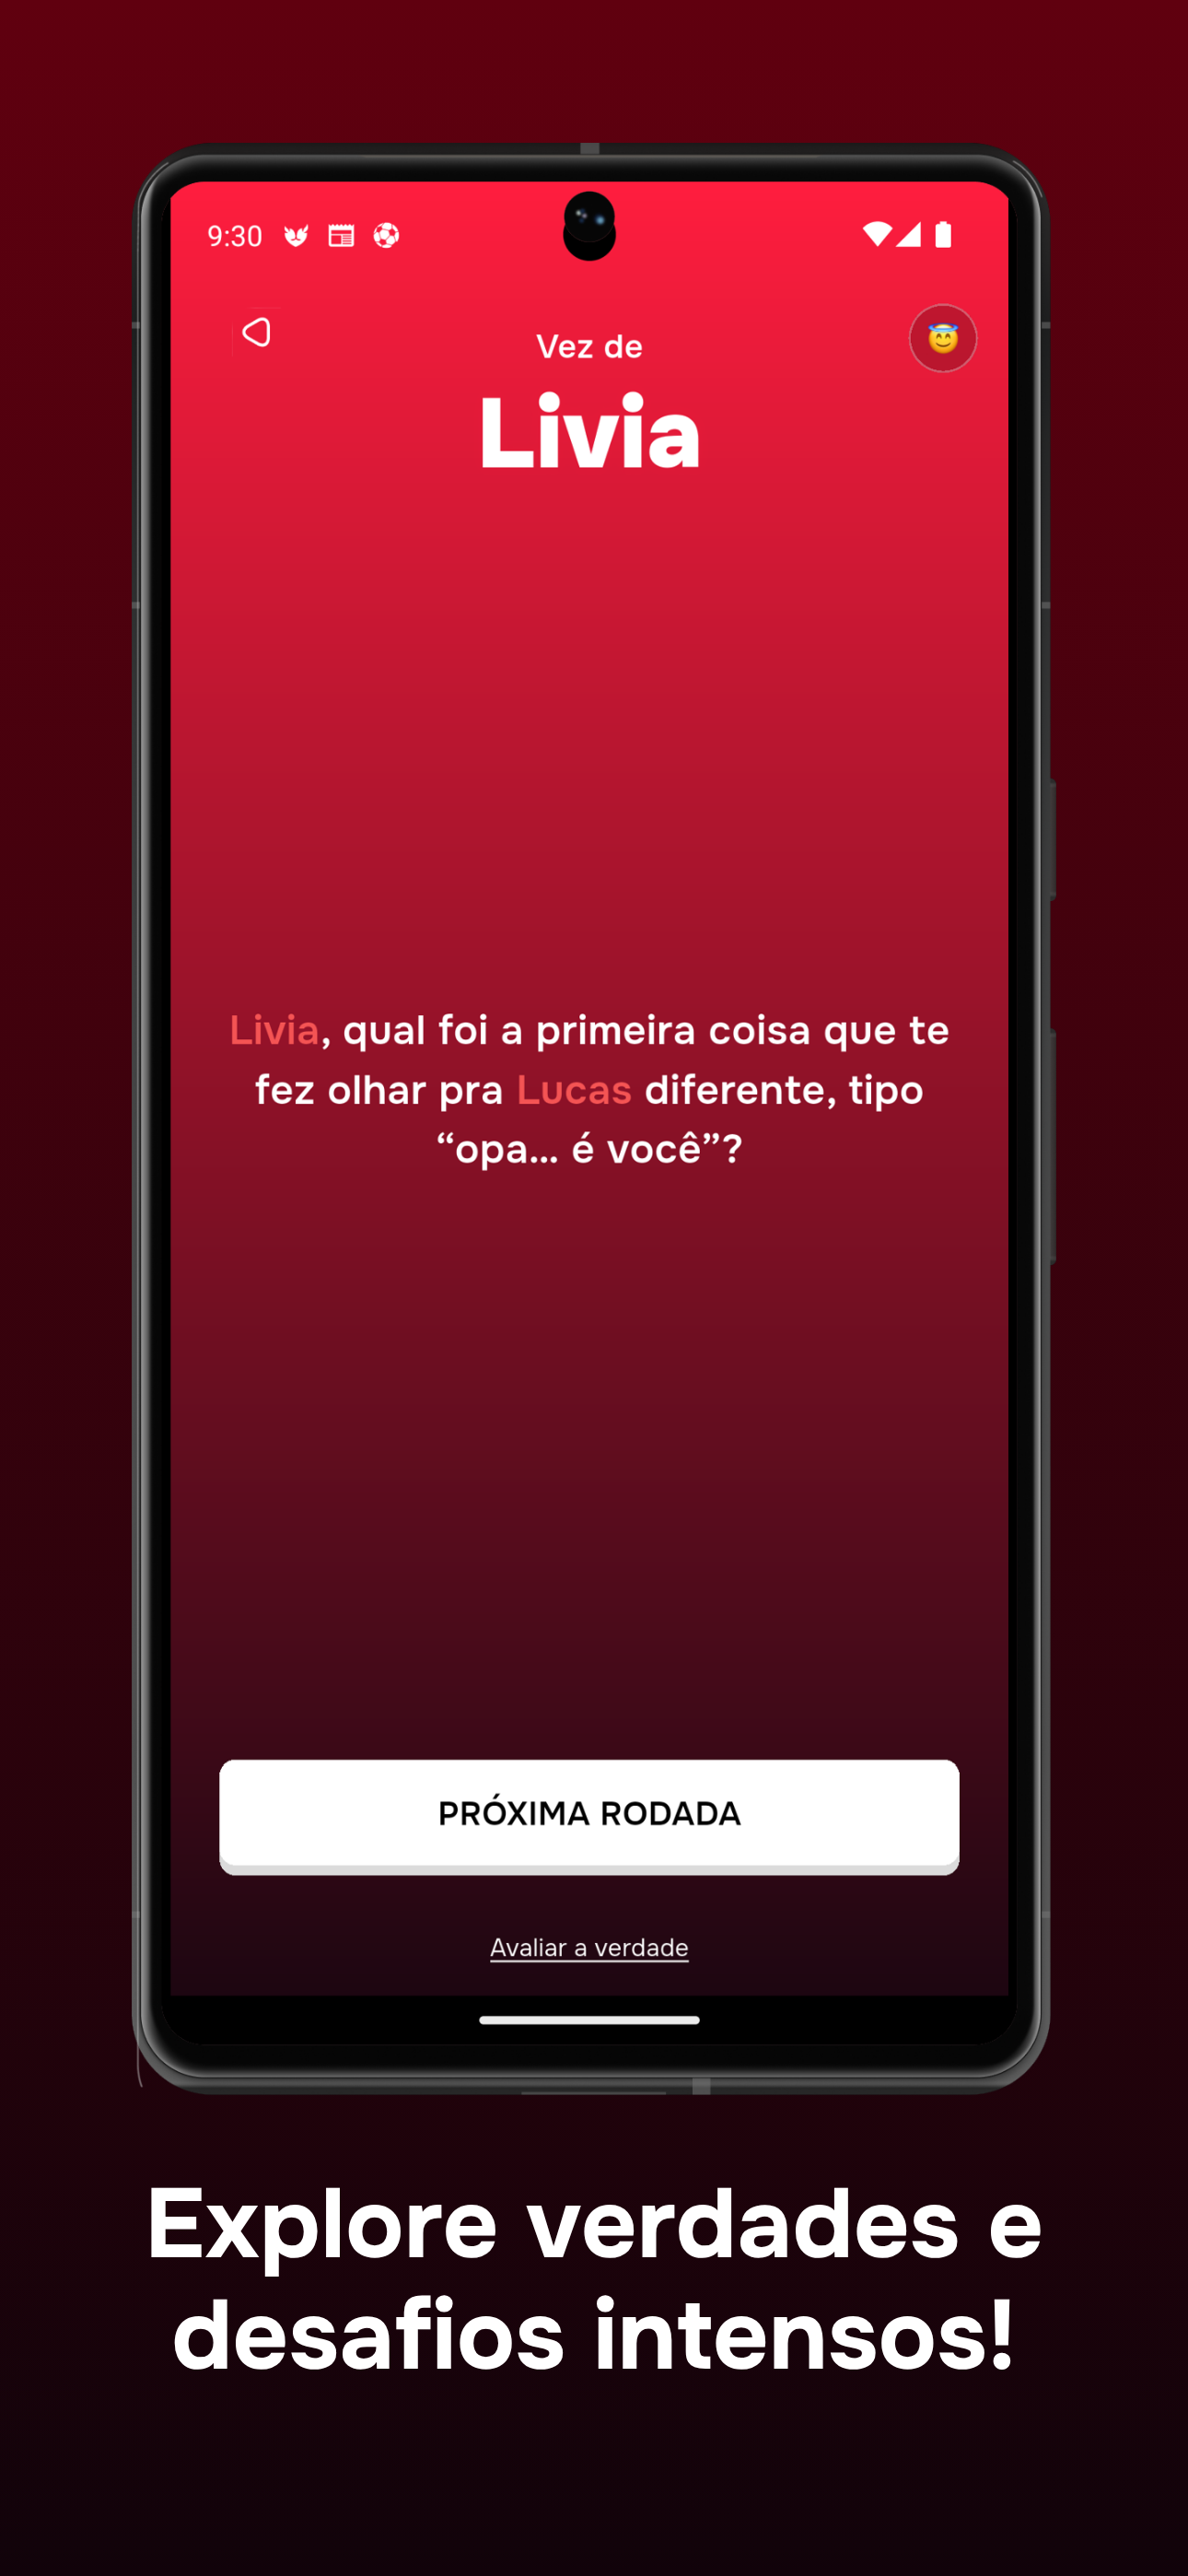 9:30
Vez de
Livia
Livia, qual foi a primeira coisa que te
fez olhar pra Lucas diferente, tipo
“opa... é você”?
PRÓXIMA RODADA
Avaliar a verdade
Explore verdades e
desafios intensos!